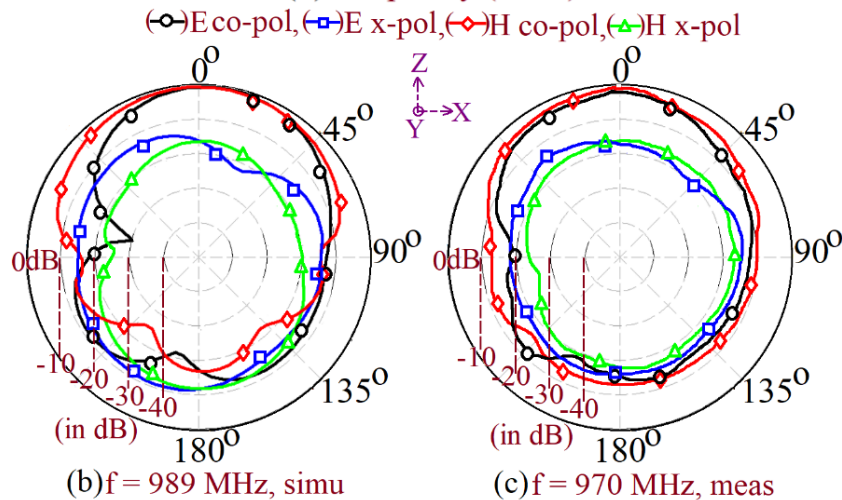 (-)E co-pol,(-)E x-pol,(-)H co-pol,(-)H x-pol
0° 0°
Z
45° 45°
X
Y
0dB 90° 0dB 90°
-10 -10
-20 -20
-30 -30
-40 -40
135° 135°
(in dB) (in dB)
180° 180°
(b) f = 989 MHz, simu (c) f = 970 MHz, meas